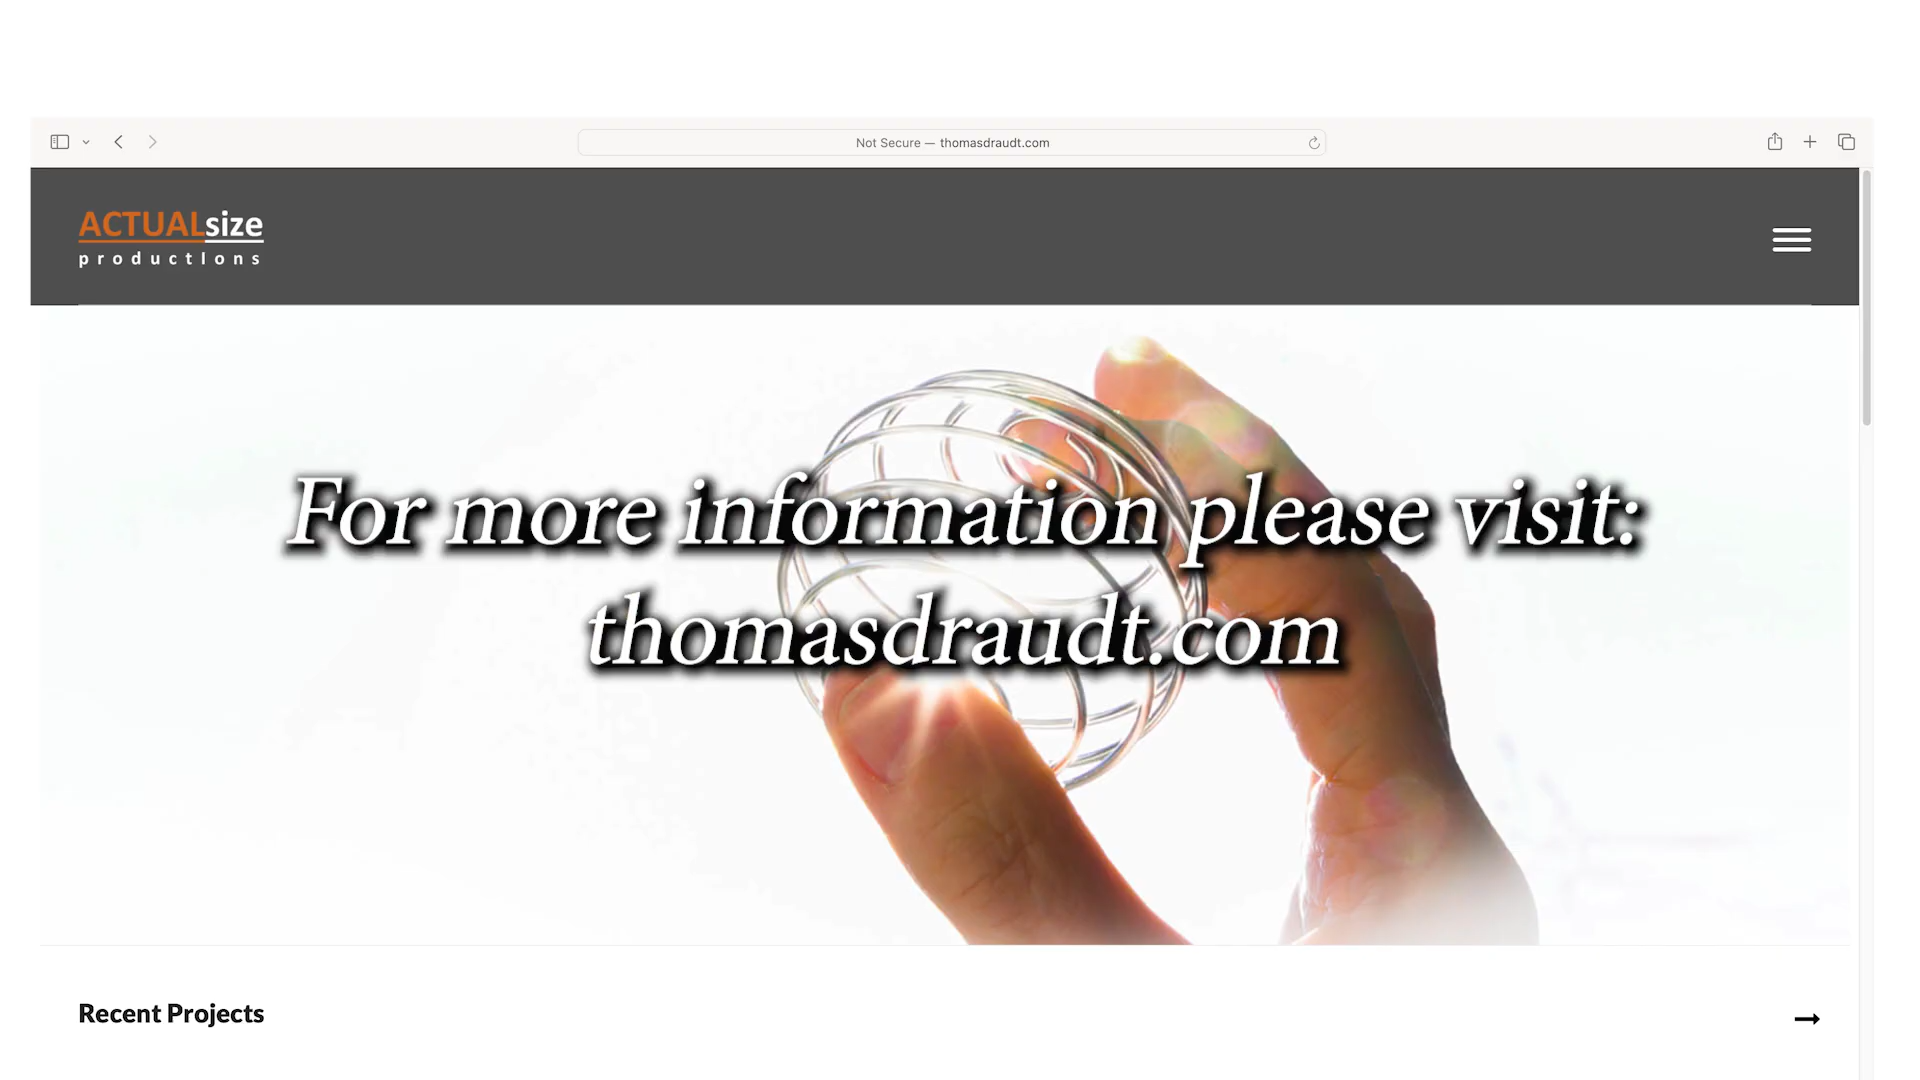 Not Secure — thomasdraudt.com
ACTUALsize
productIons
For more information please visit:
thomasdraudt.com
Recent Projects